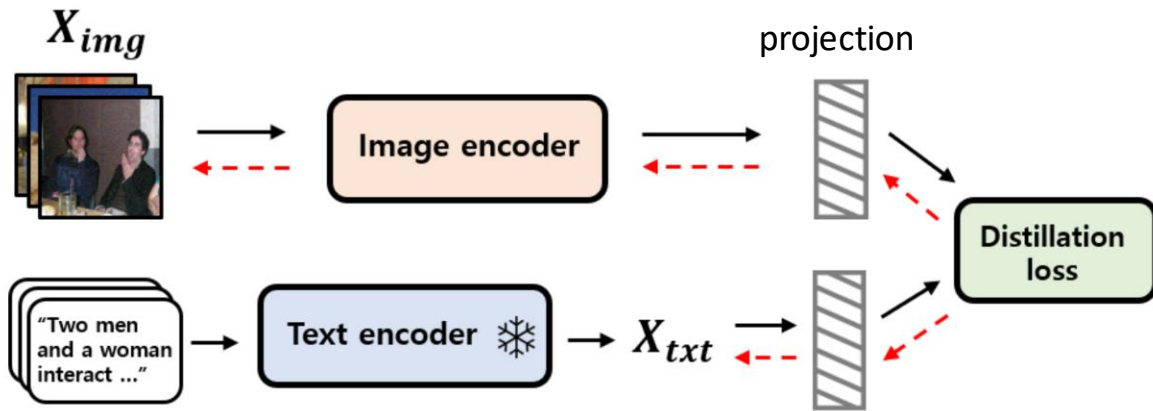 X_img
projection
Image encoder
Distillation
loss
"Two men
and a woman
interact ..."
Text encoder
X_txt